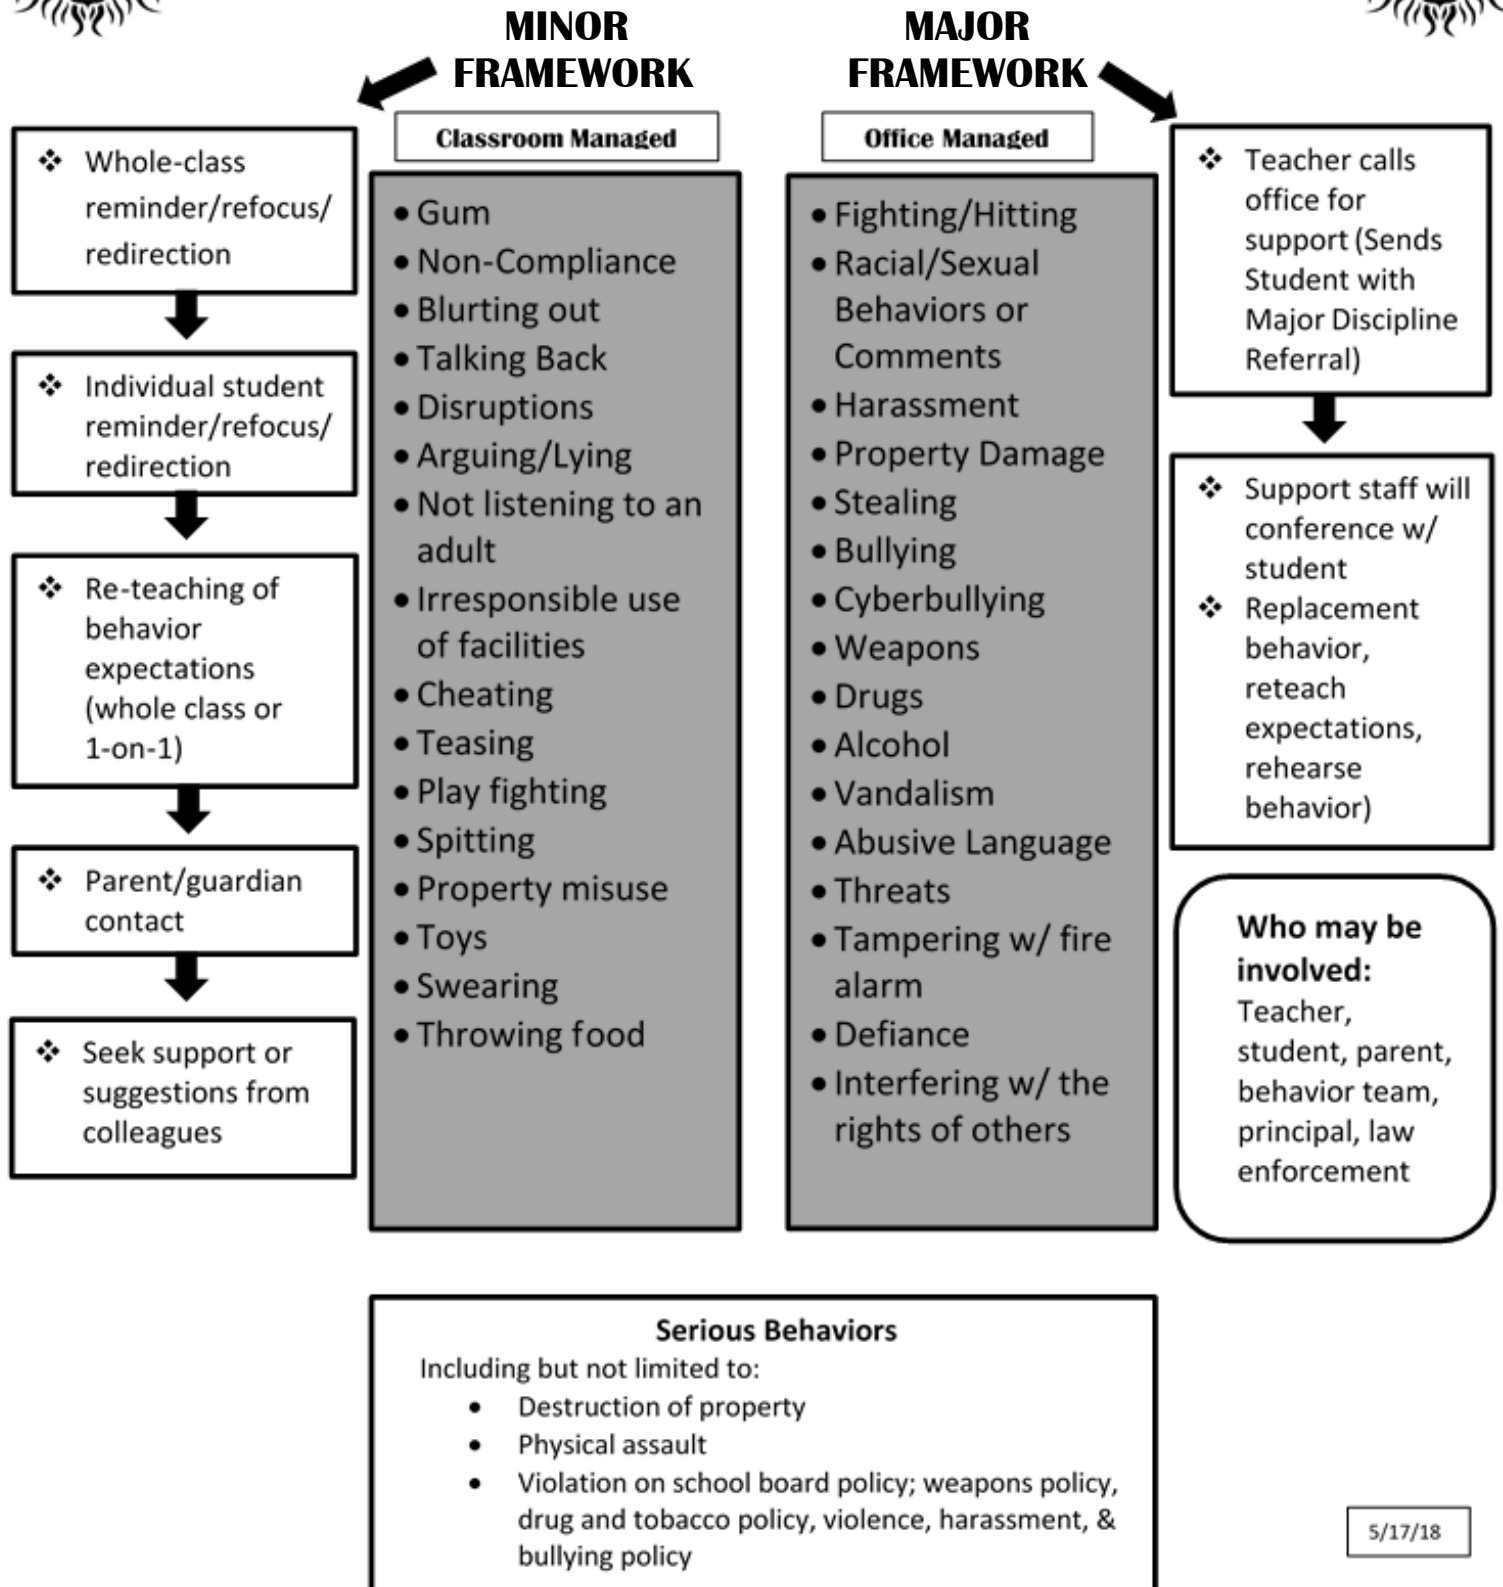 MINOR
FRAMEWORK
MAJOR
FRAMEWORK
Classroom Managed
Office Managed
❖ Whole-class
reminder/refocus/
redirection
❖ Individual student
reminder/refocus/
redirection
❖ Re-teaching of
behavior
expectations
(whole class or
1-on-1)
❖ Parent/guardian
contact
❖ Seek support or
suggestions from
colleagues
• Gum
• Non-Compliance
• Blurting out
• Talking Back
• Disruptions
• Arguing/Lying
• Not listening to an
adult
• Irresponsible use
of facilities
• Cheating
• Teasing
• Play fighting
• Spitting
• Property misuse
• Toys
• Swearing
• Throwing food
• Fighting/Hitting
• Racial/Sexual
Behaviors or
Comments
• Harassment
• Property Damage
• Stealing
• Bullying
• Cyberbullying
• Weapons
• Drugs
• Alcohol
• Vandalism
• Abusive Language
• Threats
• Tampering w/ fire
alarm
• Defiance
• Interfering w/ the
rights of others
❖ Teacher calls
office for
support (Sends
Student with
Major Discipline
Referral)
❖ Support staff will
conference w/
student
❖ Replacement
behavior,
reteach
expectations,
rehearse
behavior)
Who may be
involved:
Teacher,
student, parent,
behavior team,
principal, law
enforcement
Serious Behaviors
Including but not limited to:
• Destruction of property
• Physical assault
• Violation on school board policy; weapons policy,
drug and tobacco policy, violence, harassment, &
bullying policy
5/17/18